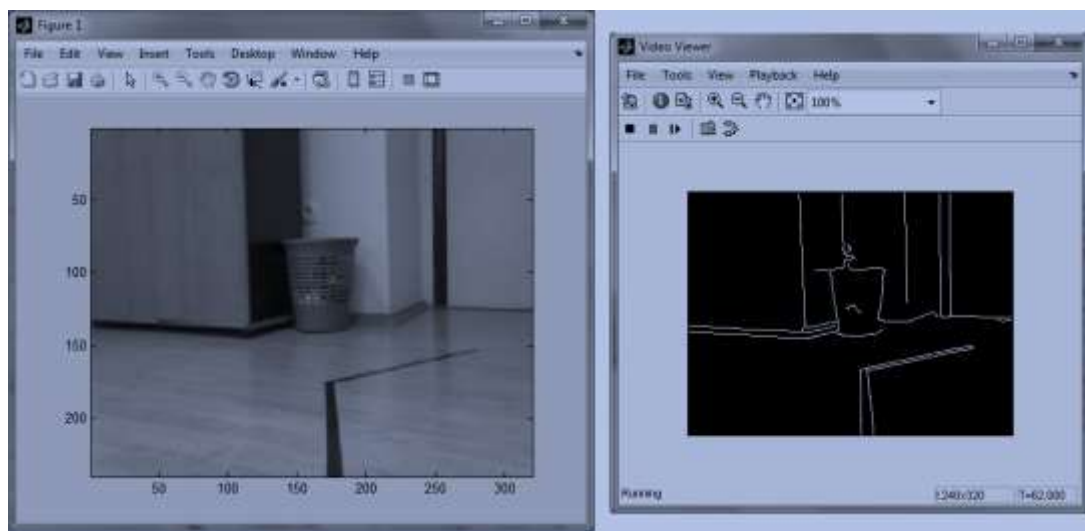 Figure 1
File Edit View Insert Tools Desktop Window Help
50
100
150
200
50 100 150 200 250 300
Video Viewer
File Tools View Playback Help
100%
Running
I:240x320 T=62.000